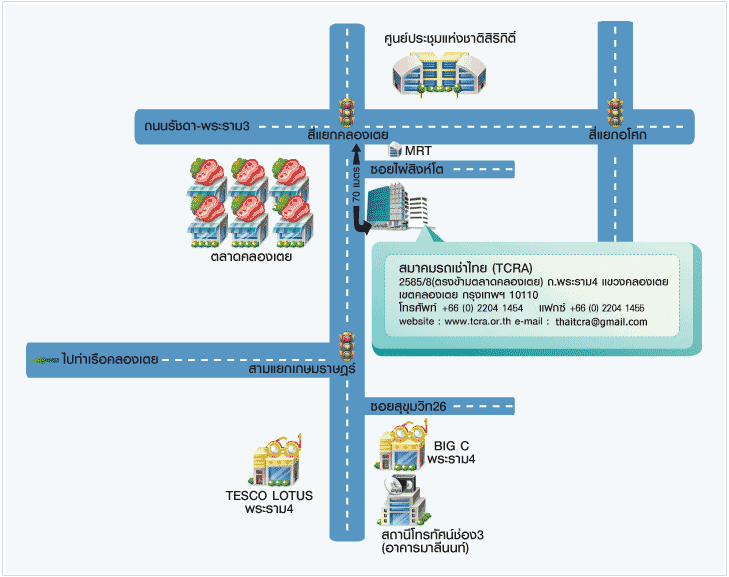 ศูนย์ประชุมแห่งชาติสิริกิติ์
ถนนรัชดา-พระราม3
สี่แยกคลองเตย
สี่แยกอโศก
MRT
ซอยไผ่สิงห์โต
70 เมตร
ตลาดคลองเตย
สมาคมรถเช่าไทย (TCRA)
2585/8(ตรงข้ามตลาดคลองเตย) ถ.พระราม4 แขวงคลองเตย
เขตคลองเตย กรุงเทพฯ 10110
โทรศัพท์ +66 (0) 2204 1454 แฟกซ์ +66 (0) 2204 1455
website : www.tcra.or.th e-mail : thaitcra@gmail.com
ไปท่าเรือคลองเตย
สามแยกเกษมราษฎร์
ซอยสุขุมวิท26
BIG C
พระราม4
TESCO LOTUS
พระราม4
สถานีโทรทัศน์ช่อง3
(อาคารมาลีนนท์)